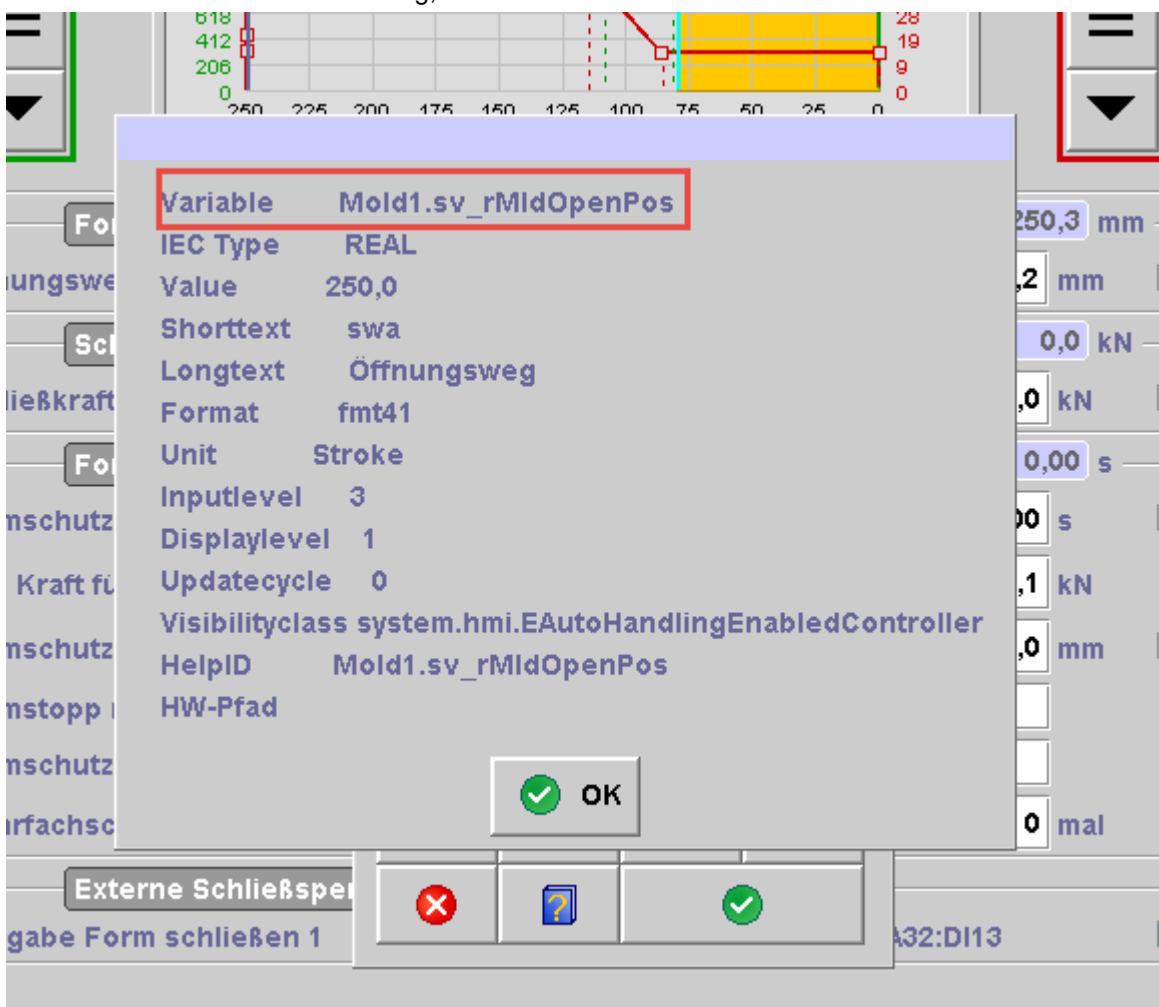 618
28
412
19
206
9
0
0
250 225 200 175 150 125 100 75 50 25 0
Variable Mold1.sv_rMldOpenPos
250,3 mm
IEC Type REAL
Value 250,0
,2 mm
Shorttext swa
0,0 kN
Longtext Öffnungsweg
,0 kN
Format fmt41
Unit Stroke
0,00 s
Inputlevel 3
s
Displaylevel 1
Kraft
Updatecycle 0
,1 kN
Visibilityclass system.hmi.EAutoHandlingEnabledController
,0 mm
HelpID Mold1.sv_rMldOpenPos
HW-Pfad
OK
0 mal
Externe
gabe Form schließen 1
A32:DI13